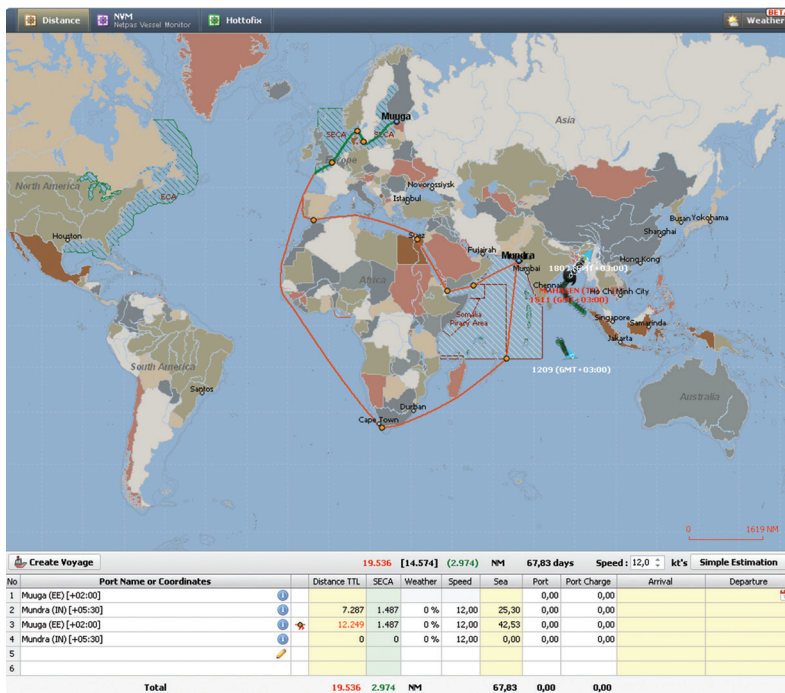 Distance
NVM
Netpas Vessel Monitor
Hottofix
BETA
Weather
Muuga
SECA
SECA
Europe
Asia
North America
ECA
Novorossiysk
Istanbul
Houston
Busan Yokohama
Shanghai
Suez
Fujairah
Mundra
Mumbai
Hong Kong
Africa
Chennai
Ho Chi Minh City
Somalia
Piracy Area
Singapore
Samarinda
Jakarta
1209 (GMT+03:00)
South America
Santos
Australia
Durban
Cape Town
0 1619 NM
Create Voyage 19.536 [14.574] (2.974) NM 67,83 days Speed : 12,0 kt's Simple Estimation
No Port Name or Coordinates Distance TTL SECA Weather Speed Sea Port Port Charge Arrival Departure
1 Muuga (EE) [+02:00] 0,00 0,00
2 Mundra (IN) [+05:30] 7.287 1.487 0 % 12,00 25,30 0,00 0,00
3 Muuga (EE) [+02:00] 12.249 1.487 0 % 12,00 42,53 0,00 0,00
4 Mundra (IN) [+05:30] 0 0 0 % 12,00 0,00 0,00 0,00
5
6
Total 19.536 2.974 NM 67,83 0,00 0,00